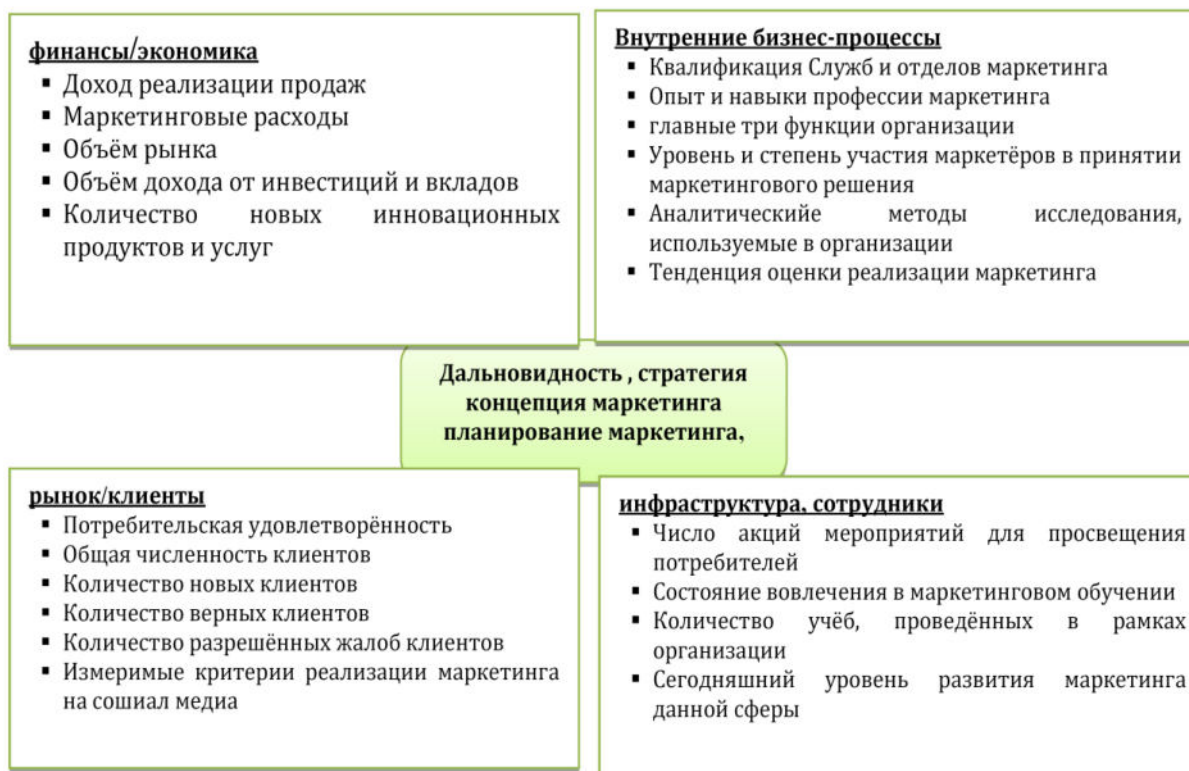 финансы/экономика
▪ Доход реализации продаж
▪ Маркетинговые расходы
▪ Объём рынка
▪ Объём дохода от инвестиций и вкладов
▪ Количество новых инновационных
продуктов и услуг
Внутренние бизнес-процессы
▪ Квалификация Служб и отделов маркетинга
▪ Опыт и навыки профессии маркетинга
▪ главные три функции организации
▪ Уровень и степень участия маркетёров в принятии
маркетингового решения
▪ Аналитическийе методы исследования,
используемые в организации
▪ Тенденция оценки реализации маркетинга
Дальновидность , стратегия
концепция маркетинга
планирование маркетинга,
рынок/клиенты
▪ Потребительская удовлетворённость
▪ Общая численность клиентов
▪ Количество новых клиентов
▪ Количество верных клиентов
▪ Количество разрешённых жалоб клиентов
▪ Измеримые критерии реализации маркетинга
на сошиал медиа
инфраструктура, сотрудники
▪ Число акций мероприятий для просвещения
потребителей
▪ Состояние вовлечения в маркетинговом обучении
▪ Количество учёб, проведённых в рамках
организации
▪ Сегодняшний уровень развития маркетинга
данной сферы